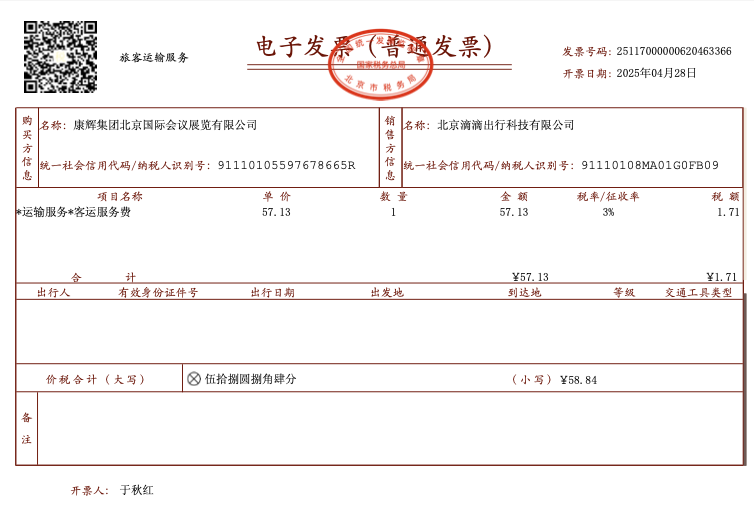 旅客运输服务
电子发票（普通发票）
国家税务总局
北京市税务局
发票号码：25117000000620463366
开票日期：2025年04月28日
购买方信息
名称：康辉集团北京国际会议展览有限公司
统一社会信用代码/纳税人识别号：91110105597678665R
销售方信息
名称：北京滴滴出行科技有限公司
统一社会信用代码/纳税人识别号：91110108MA01G0FB09
项目名称 单价 数量 金额 税率/征收率 税额
*运输服务*客运服务费 57.13 1 57.13 3% 1.71
合计 ¥57.13 ¥1.71
出行人 有效身份证件号 出行日期 出发地 到达地 等级 交通工具类型
价税合计（大写） 伍拾捌圆捌角肆分 （小写）¥58.84
备注
开票人：于秋红